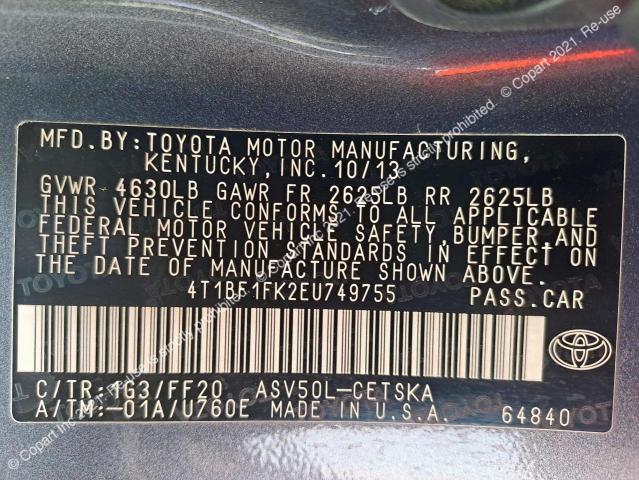 MFD.BY:TOYOTA MOTOR MANUFACTURING,
KENTUCKY,INC. 10/13
GVWR 4630LB GAWR FR 2625LB RR 2625LB
THIS VEHICLE CONFORMS TO ALL APPLICABLE
FEDERAL MOTOR VEHICLE SAFETY,BUMPER,AND
THEFT PREVENTION STANDARDS IN EFFECT ON
THE DATE OF MANUFACTURE SHOWN ABOVE.
4T1BF1FK2EU749755 PASS.CAR
C/TR:1G3/FF20 ASV50L-CETSKA
A/TM:-01A/U760E MADE IN U.S.A. 64840
© Copart 2021. Re-use